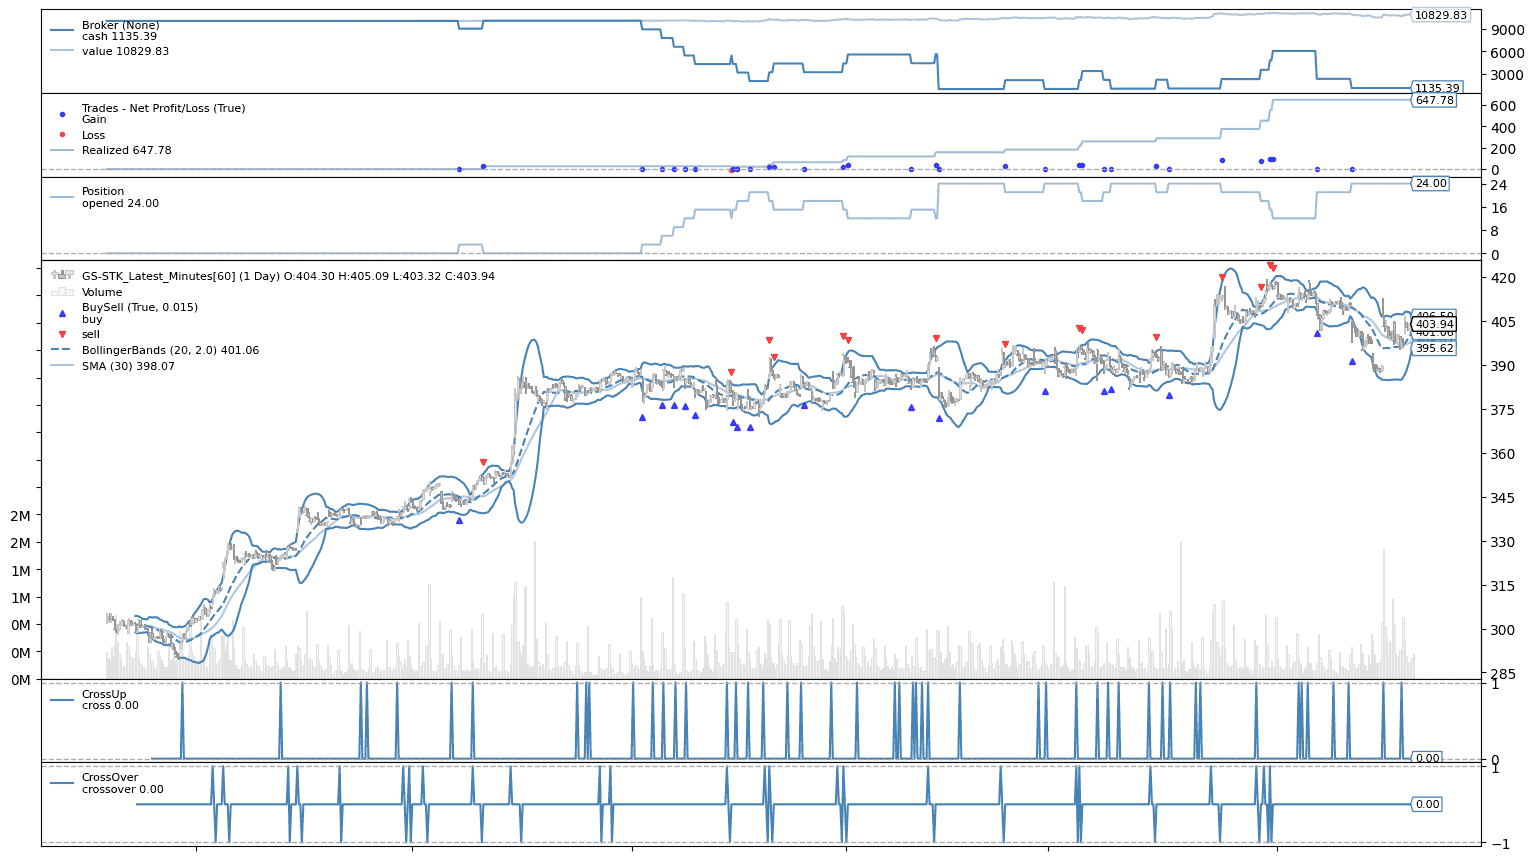 Broker (None)
cash 1135.39
value 10829.83
10829.83
9000
6000
3000
1135.39
Trades - Net Profit/Loss (True)
Gain
Loss
Realized 647.78
647.78
600
400
200
0
Position
opened 24.00
24.00
24
16
8
0
GS-STK_Latest_Minutes[60] (1 Day) O:404.30 H:405.09 L:403.32 C:403.94
Volume
BuySell (True, 0.015)
buy
sell
BollingerBands (20, 2.0) 401.06
SMA (30) 398.07
420
406.50
403.94
405
401.06
395.62
390
375
360
345
330
315
300
285
2M
2M
1M
1M
0M
0M
0M
CrossUp
cross 0.00
1
0.00
0
CrossOver
crossover 0.00
1
0.00
−1